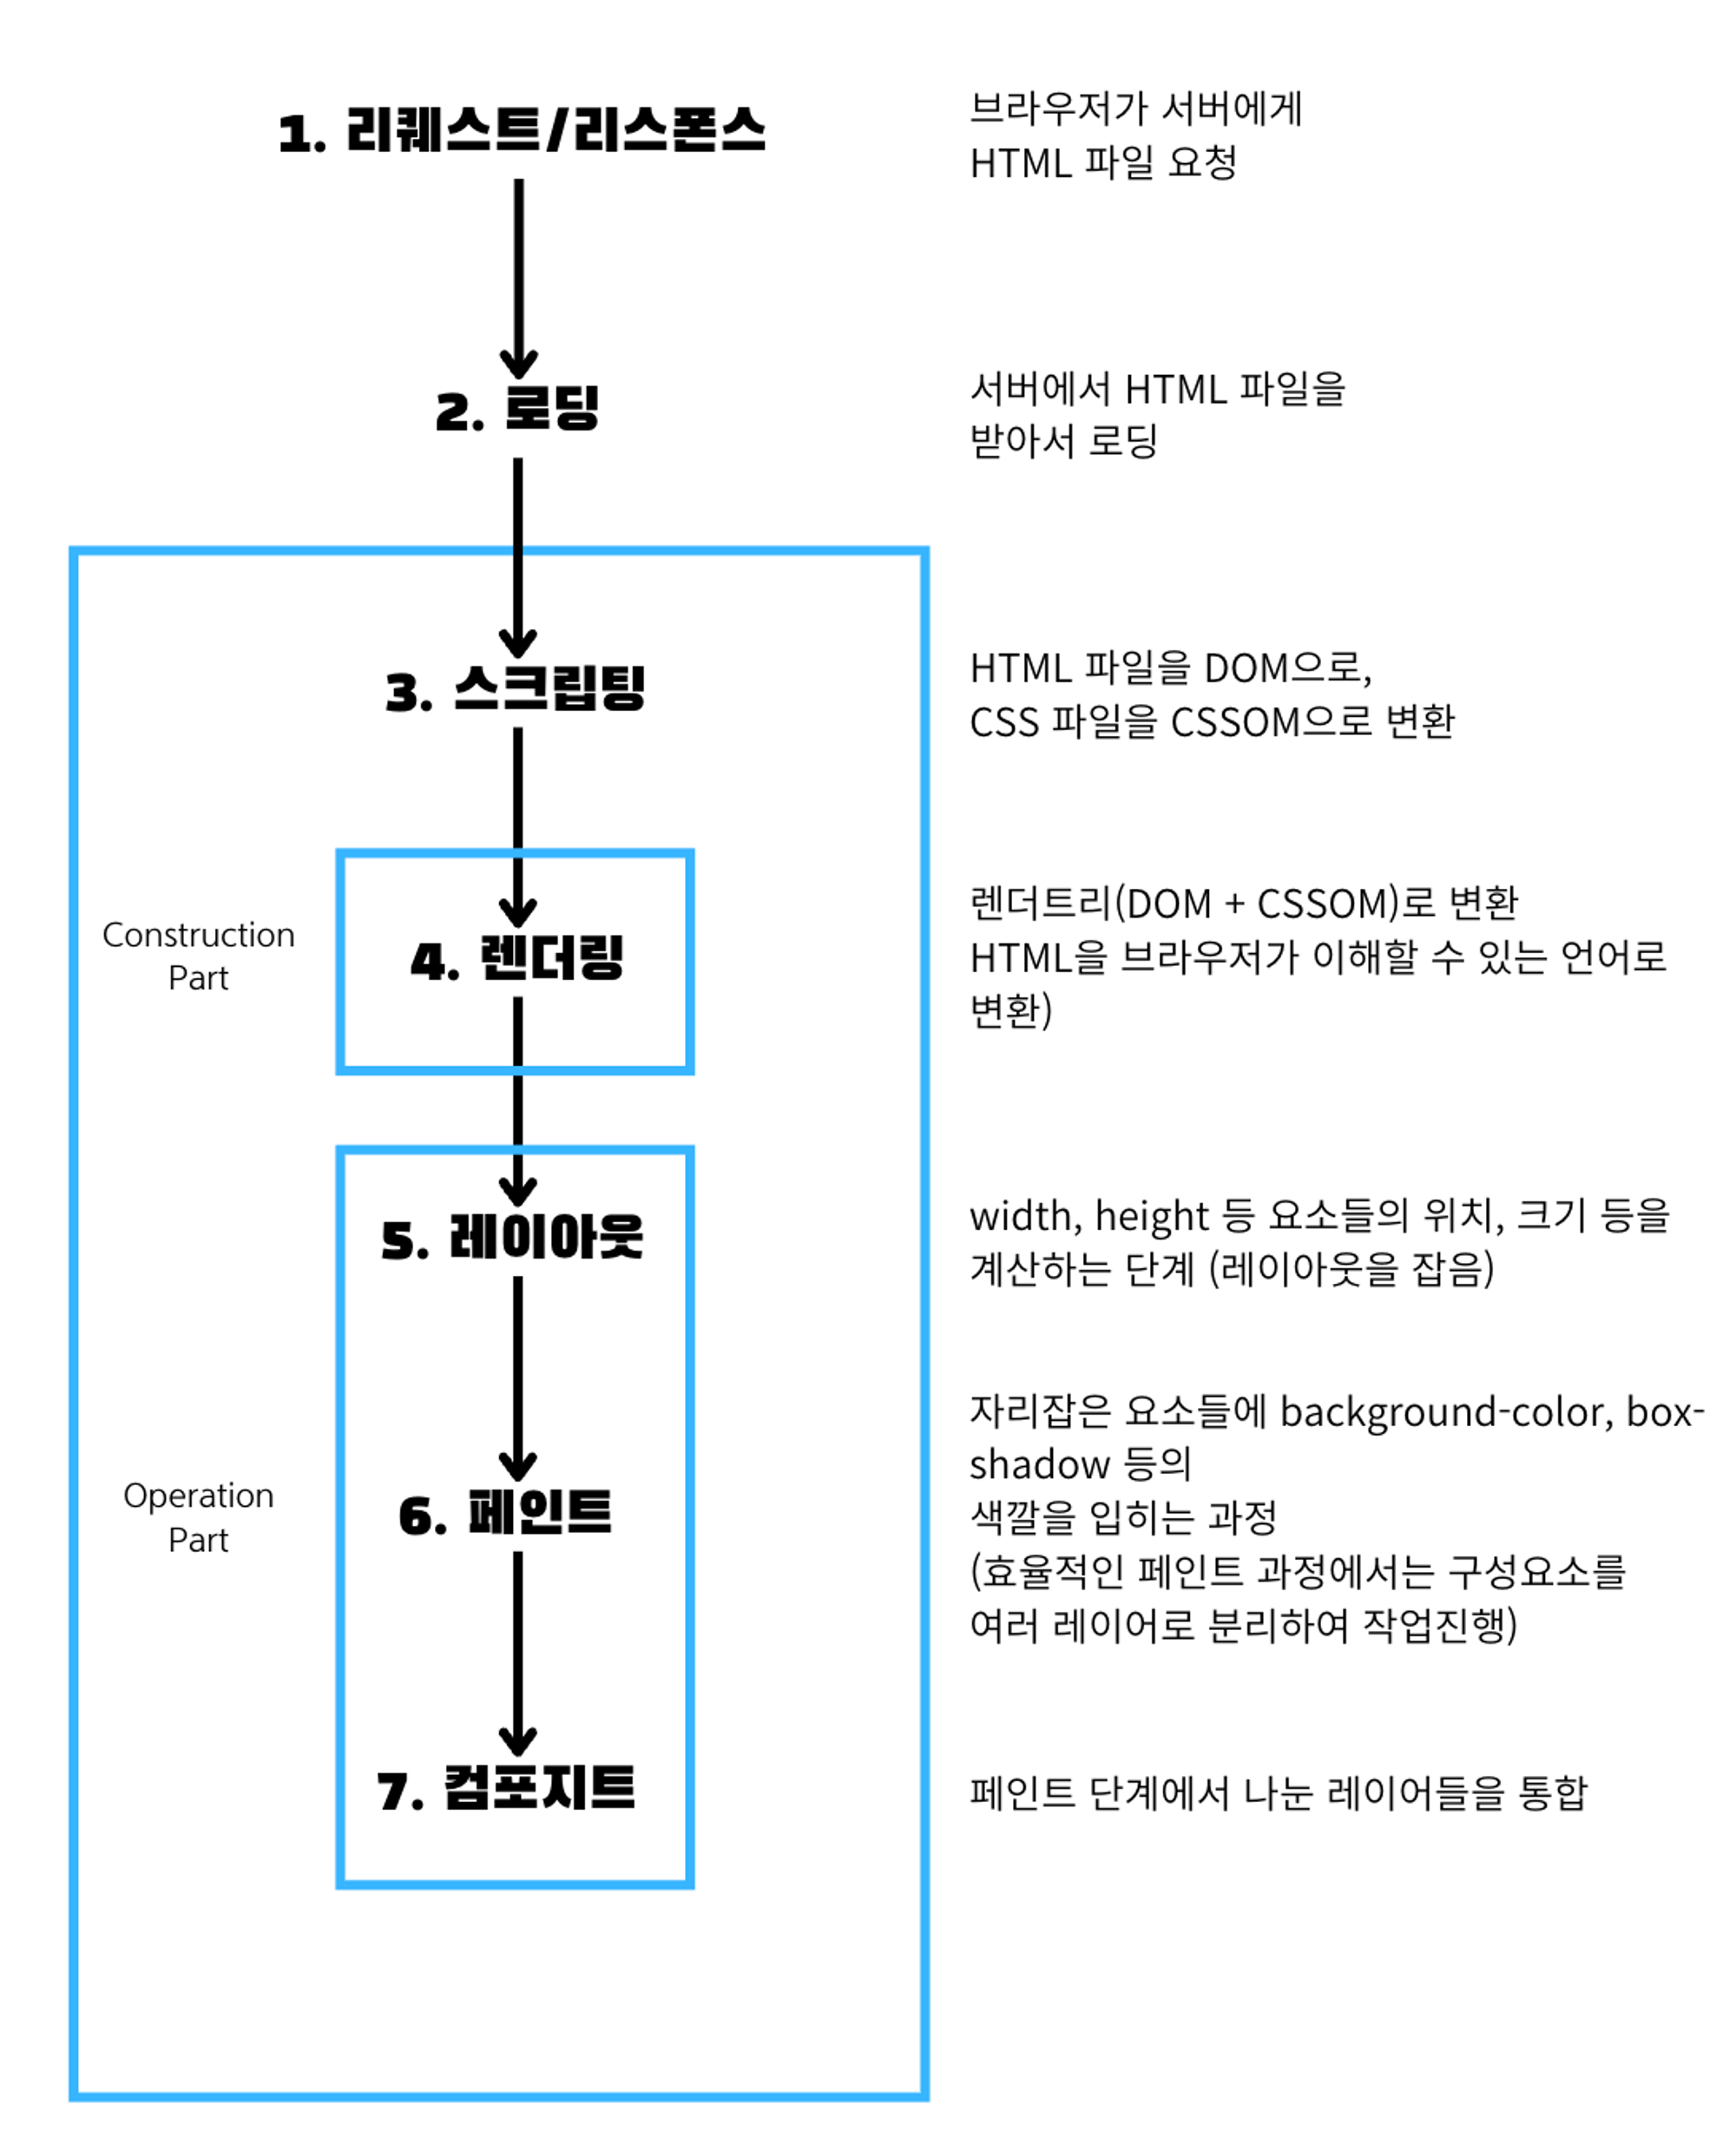 1. 리퀘스트/리스폰스
브라우저가 서버에게
HTML 파일 요청
2. 로딩
서버에서 HTML 파일을
받아서 로딩
3. 스크립팅
HTML 파일을 DOM으로,
CSS 파일을 CSSOM으로 변환
Construction
Part
4. 렌더링
렌더트리(DOM + CSSOM)로 변환
HTML을 브라우저가 이해할 수 있는 언어로
변환)
5. 레이아웃
width, height 등 요소들의 위치, 크기 등을
계산하는 단계 (레이아웃을 잡음)
Operation
Part
6. 페인트
자리잡은 요소들에 background-color, box-
shadow 등의
색깔을 입히는 과정
(효율적인 페인트 과정에서는 구성요소를
여러 레이어로 분리하여 작업진행)
7. 컴포지트
페인트 단계에서 나눈 레이어들을 통합